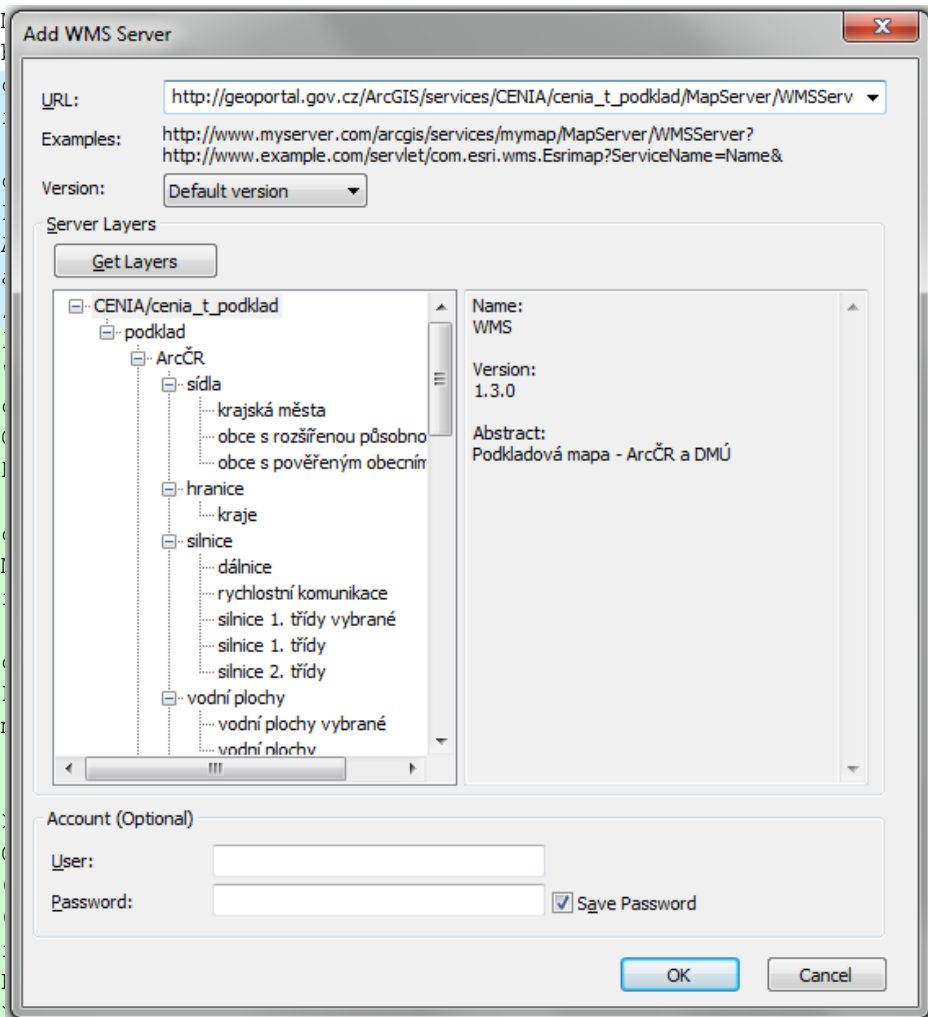 Add WMS Server
URL: http://geoportal.gov.cz/ArcGIS/services/CENIA/cenia_t_podklad/MapServer/WMSServ
Examples: http://www.myserver.com/arcgis/services/mymap/MapServer/WMSServer?
http://www.example.com/servlet/com.esri.wms.Esrimap?ServiceName=Name&
Version: Default version
Server Layers
Get Layers
CENIA/cenia_t_podklad
podklad
ArcČR
sídla
krajská města
obce s rozšířenou působno
obce s pověřeným obecním
hranice
kraje
silnice
dálnice
rychlostní komunikace
silnice 1. třídy vybrané
silnice 1. třídy
silnice 2. třídy
vodní plochy
vodní plochy vybrané
vodní plochy
Name:
WMS
Version:
1.3.0
Abstract:
Podkladová mapa - ArcČR a DMÚ
Account (Optional)
User:
Password:
Save Password
OK Cancel